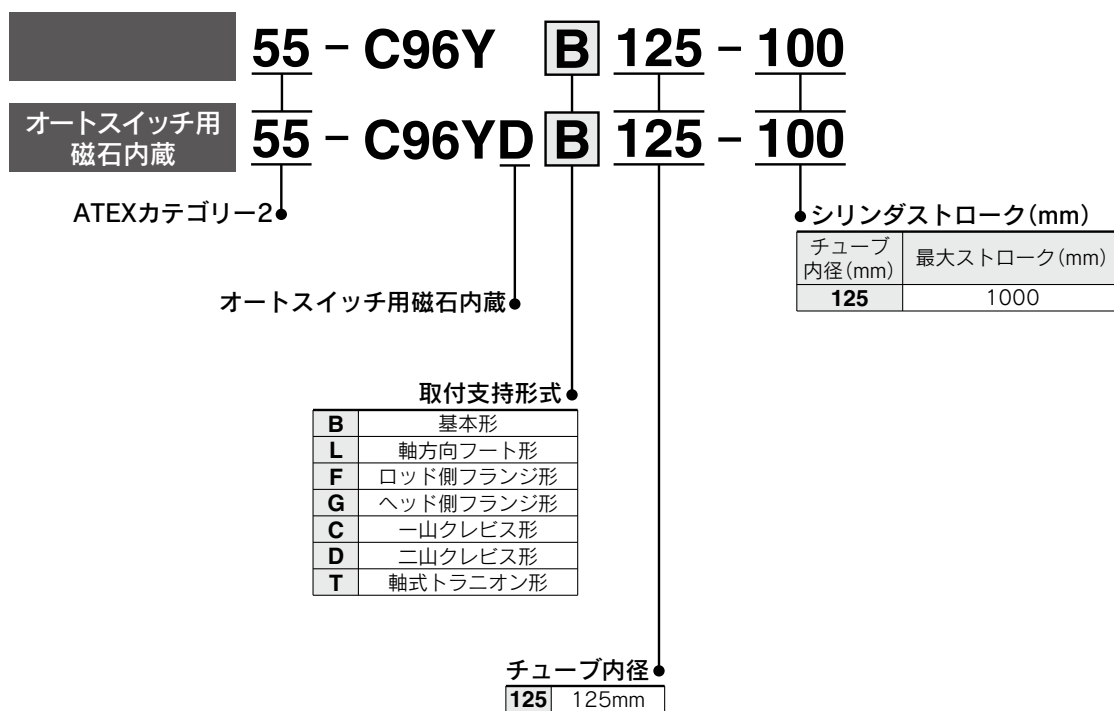 55 - C96Y B 125 - 100
オートスイッチ用
磁石内蔵
55 - C96YD B 125 - 100
ATEXカテゴリー2
シリンダストローク(mm)
チューブ
内径(mm) 最大ストローク(mm)
125 1000
オートスイッチ用磁石内蔵
取付支持形式
B 基本形
L 軸方向フート形
F ロッド側フランジ形
G ヘッド側フランジ形
C 一山クレビス形
D 二山クレビス形
T 軸式トラニオン形
チューブ内径
125 125mm